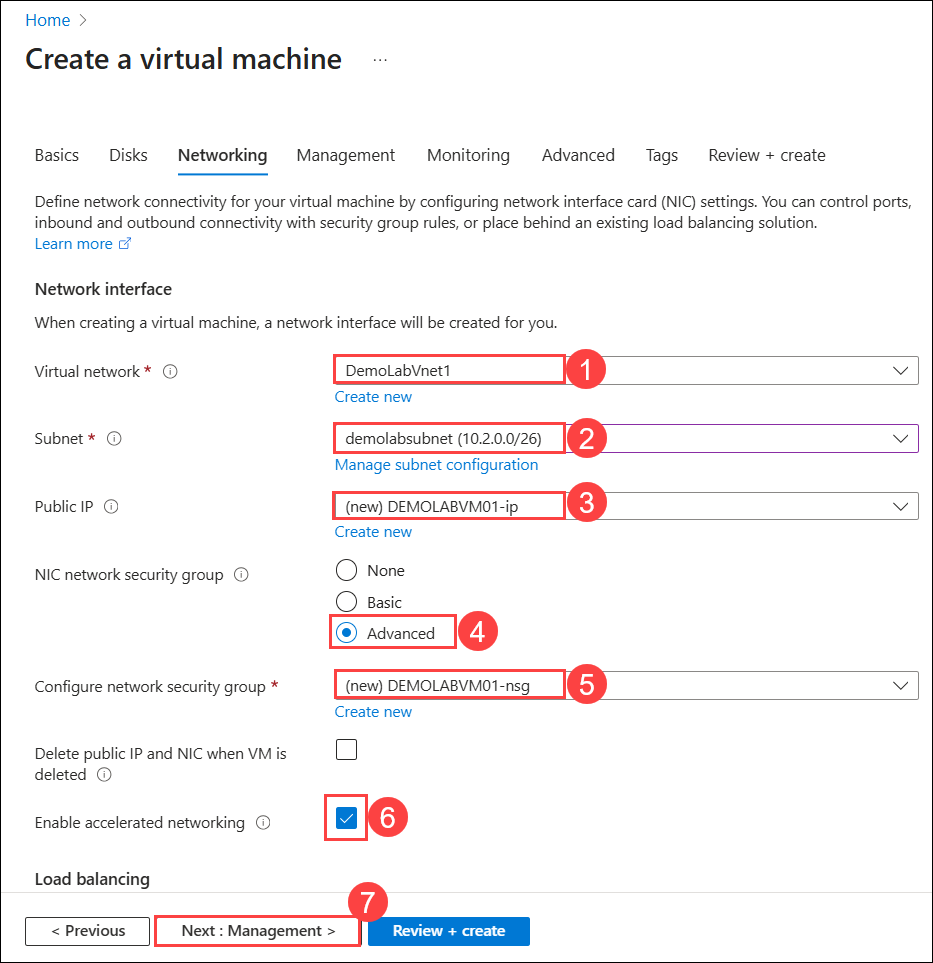 Home >
Create a virtual machine ...
Basics Disks Networking Management Monitoring Advanced Tags Review + create
Define network connectivity for your virtual machine by configuring network interface card (NIC) settings. You can control ports,
inbound and outbound connectivity with security group rules, or place behind an existing load balancing solution.
Learn more
Network interface
When creating a virtual machine, a network interface will be created for you.
Virtual network * DemoLabVnet1 1
Create new
Subnet * demolabsubnet (10.2.0.0/26) 2
Manage subnet configuration
Public IP (new) DEMOLABVM01-ip 3
Create new
NIC network security group None
Basic
Advanced 4
Configure network security group * (new) DEMOLABVM01-nsg 5
Create new
Delete public IP and NIC when VM is
deleted
Enable accelerated networking 6
Load balancing
7
< Previous Next : Management > Review + create